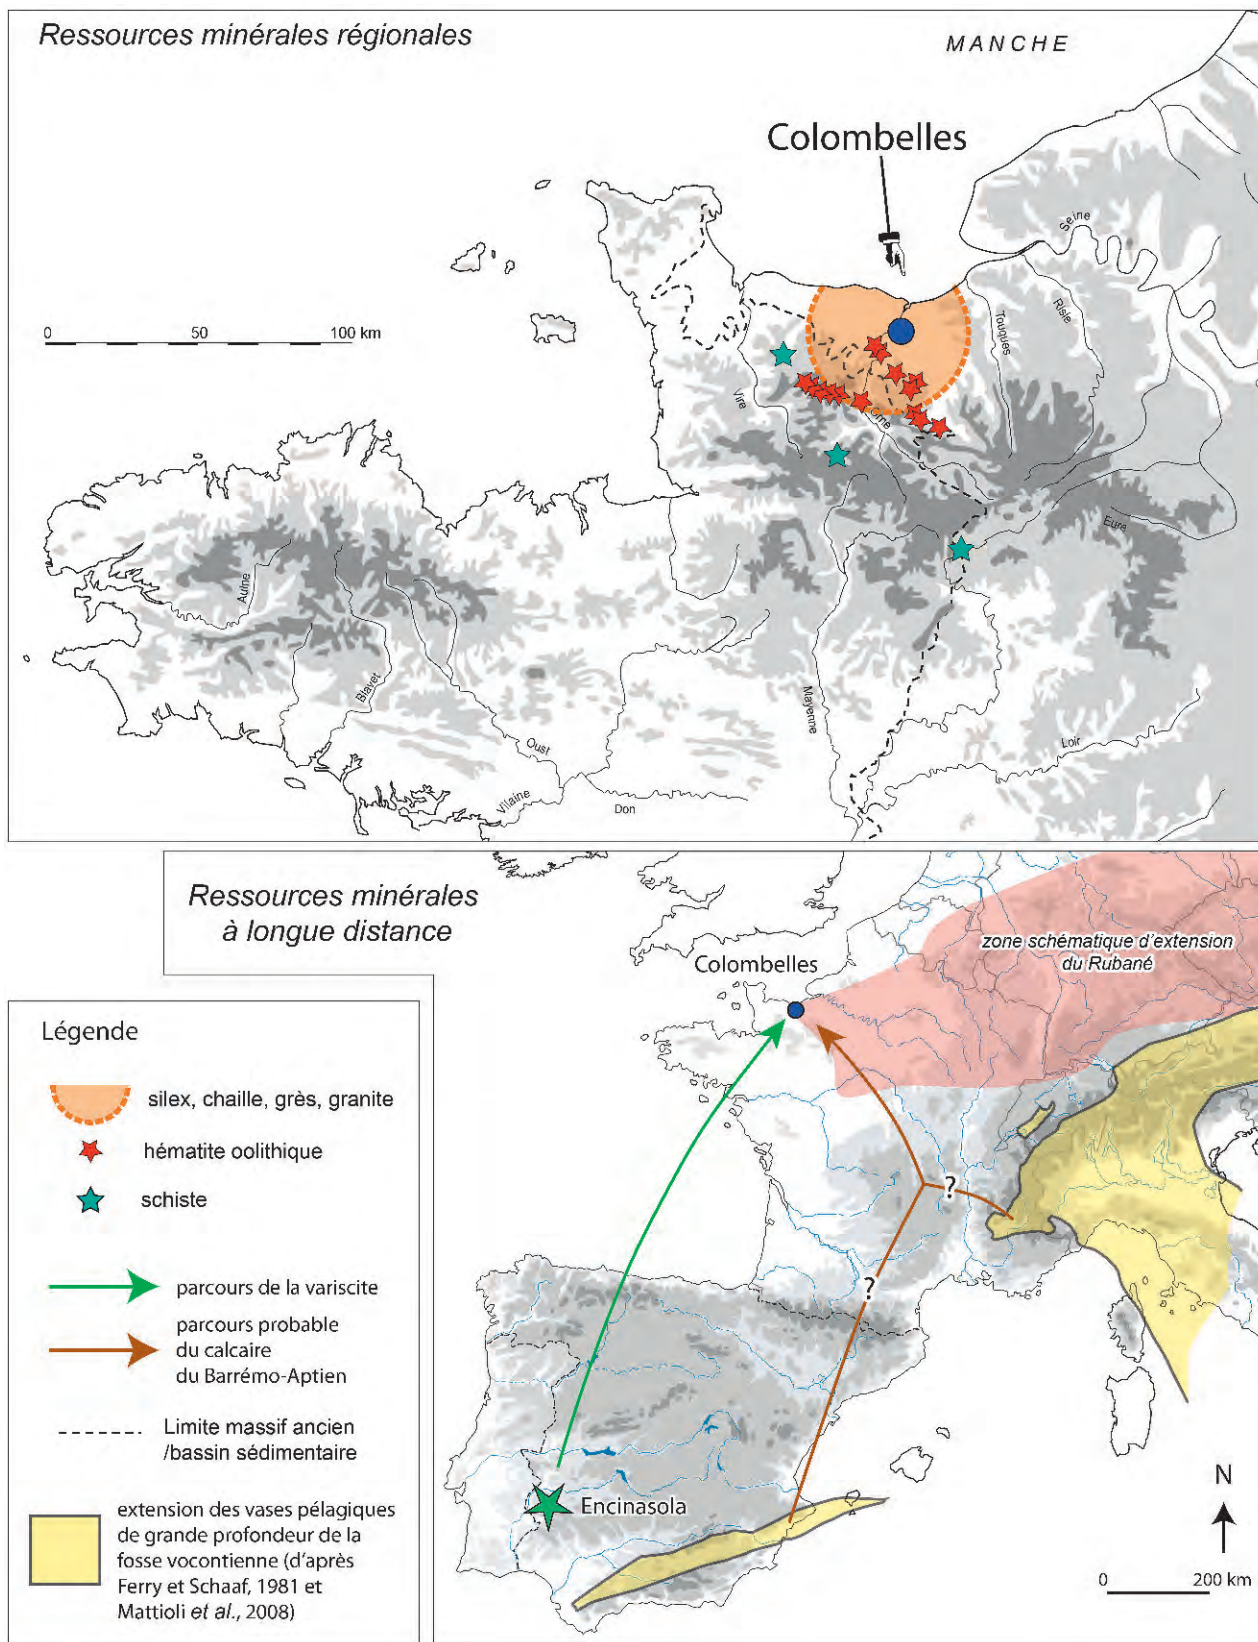 Ressources minérales régionales
MANCHE
Colombelles
Seine
Risle
Touques
0 50 100 km
Vire
Orne
Eure
Aulne
Blavet
Mayenne
Oust
Loir
Vilaine
Don
Ressources minérales
à longue distance
zone schématique d'extension
du Rubané
Colombelles
Légende
silex, chaille, grès, granite
hématite oolithique
schiste
parcours de la variscite
parcours probable
du calcaire
du Barrémo-Aptien
Limite massif ancien
/bassin sédimentaire
extension des vases pélagiques
de grande profondeur de la
fosse vocontienne (d'après
Ferry et Schaaf, 1981 et
Mattioli et al., 2008)
?
?
Encinasola
N
0 200 km